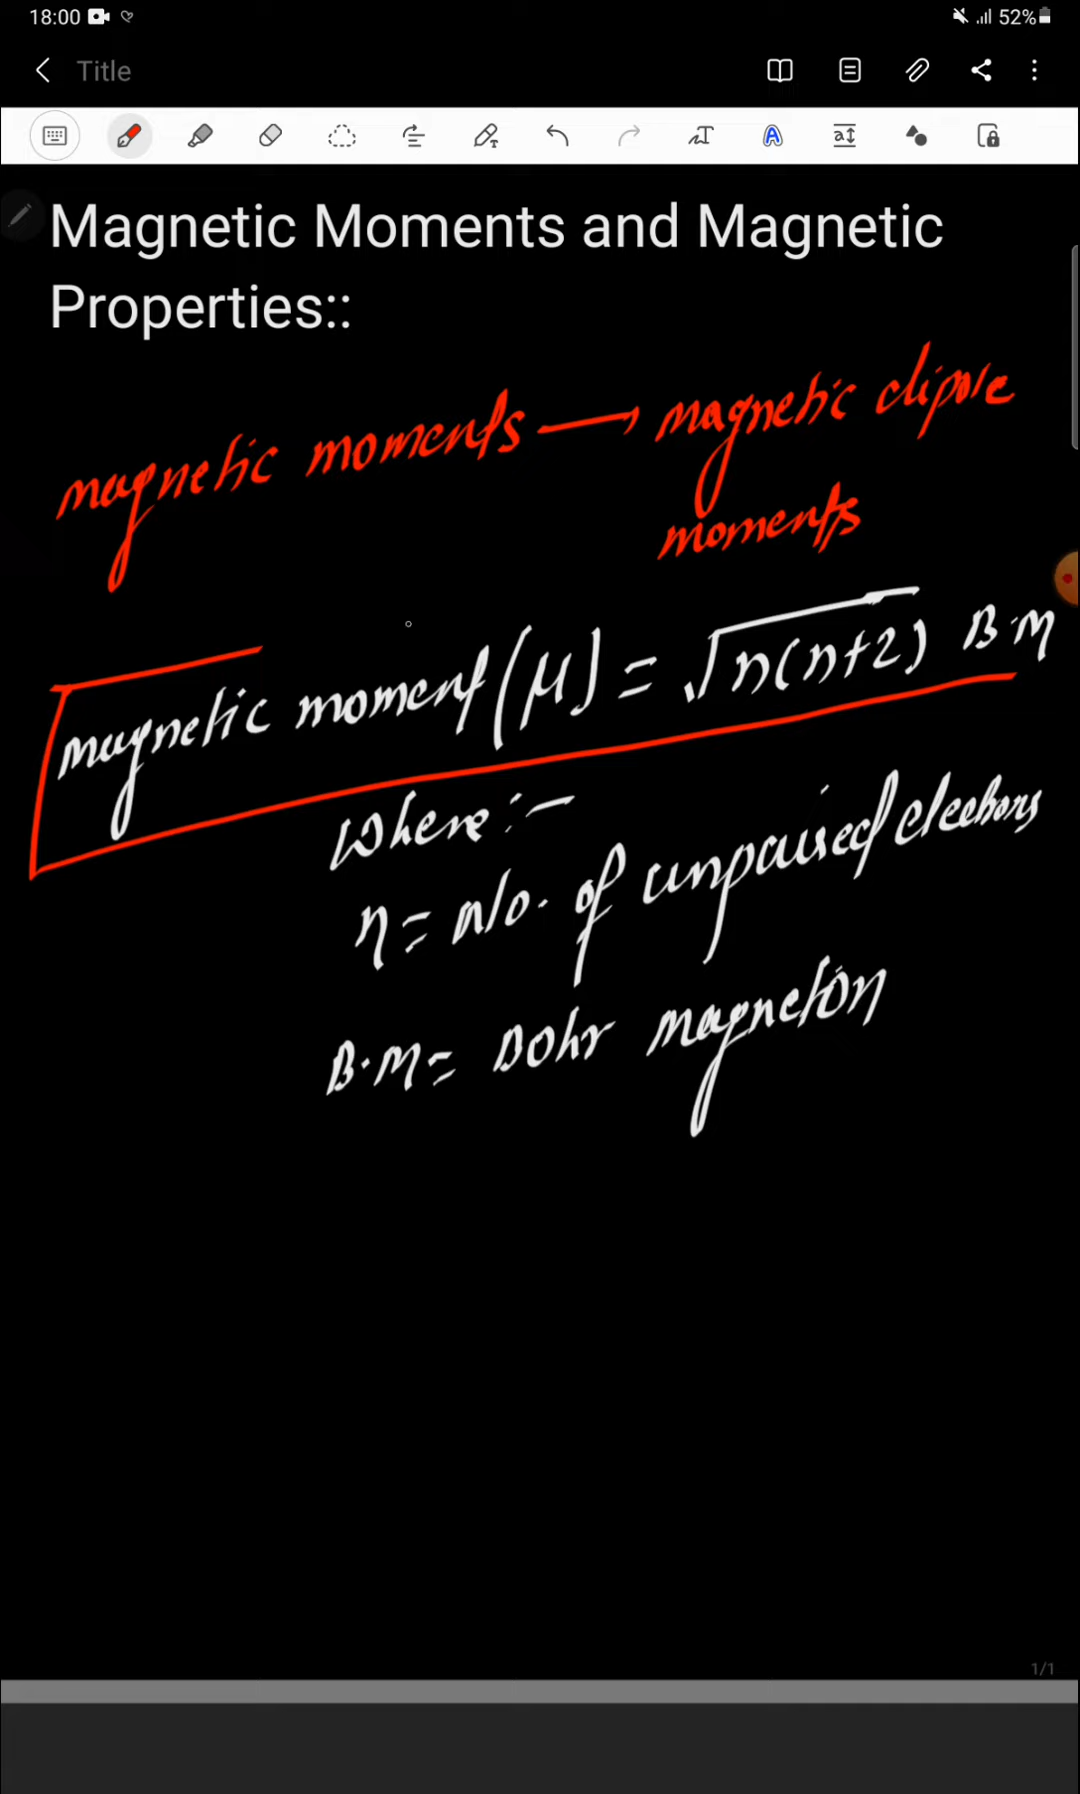 18:00 52%
Title
Magnetic Moments and Magnetic
Properties::
magnetic moments → magnetic dipole
moments
magnetic moment (μ) = √n(n+2) B.M
Where :-
n = n/o. of unpaired electrons
B.M = Bohr magneton
1/1